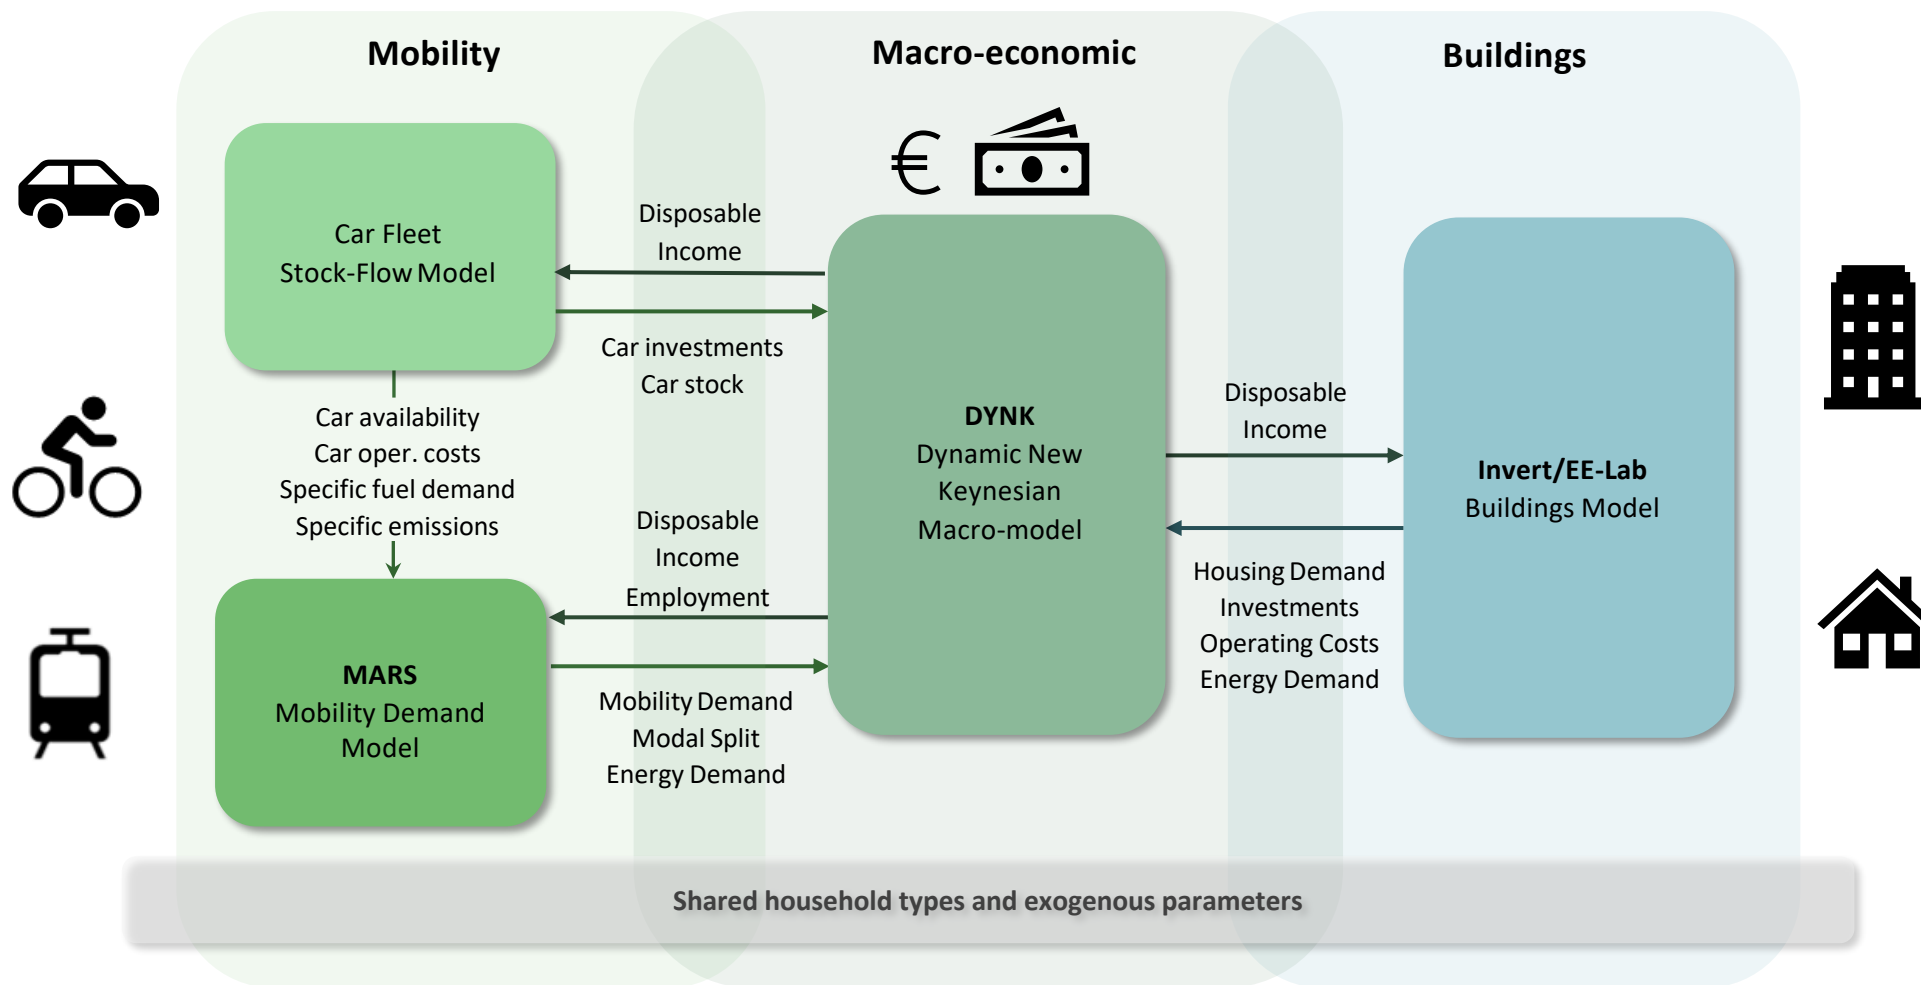 Mobility
Macro-economic
Buildings
€
Car Fleet
Stock-Flow Model
Disposable
Income
Car investments
Car stock
Car availability
Car oper. costs
Specific fuel demand
Specific emissions
Disposable
Income
Employment
MARS
Mobility Demand
Model
Mobility Demand
Modal Split
Energy Demand
DYNK
Dynamic New
Keynesian
Macro-model
Disposable
Income
Housing Demand
Investments
Operating Costs
Energy Demand
Invert/EE-Lab
Buildings Model
Shared household types and exogenous parameters